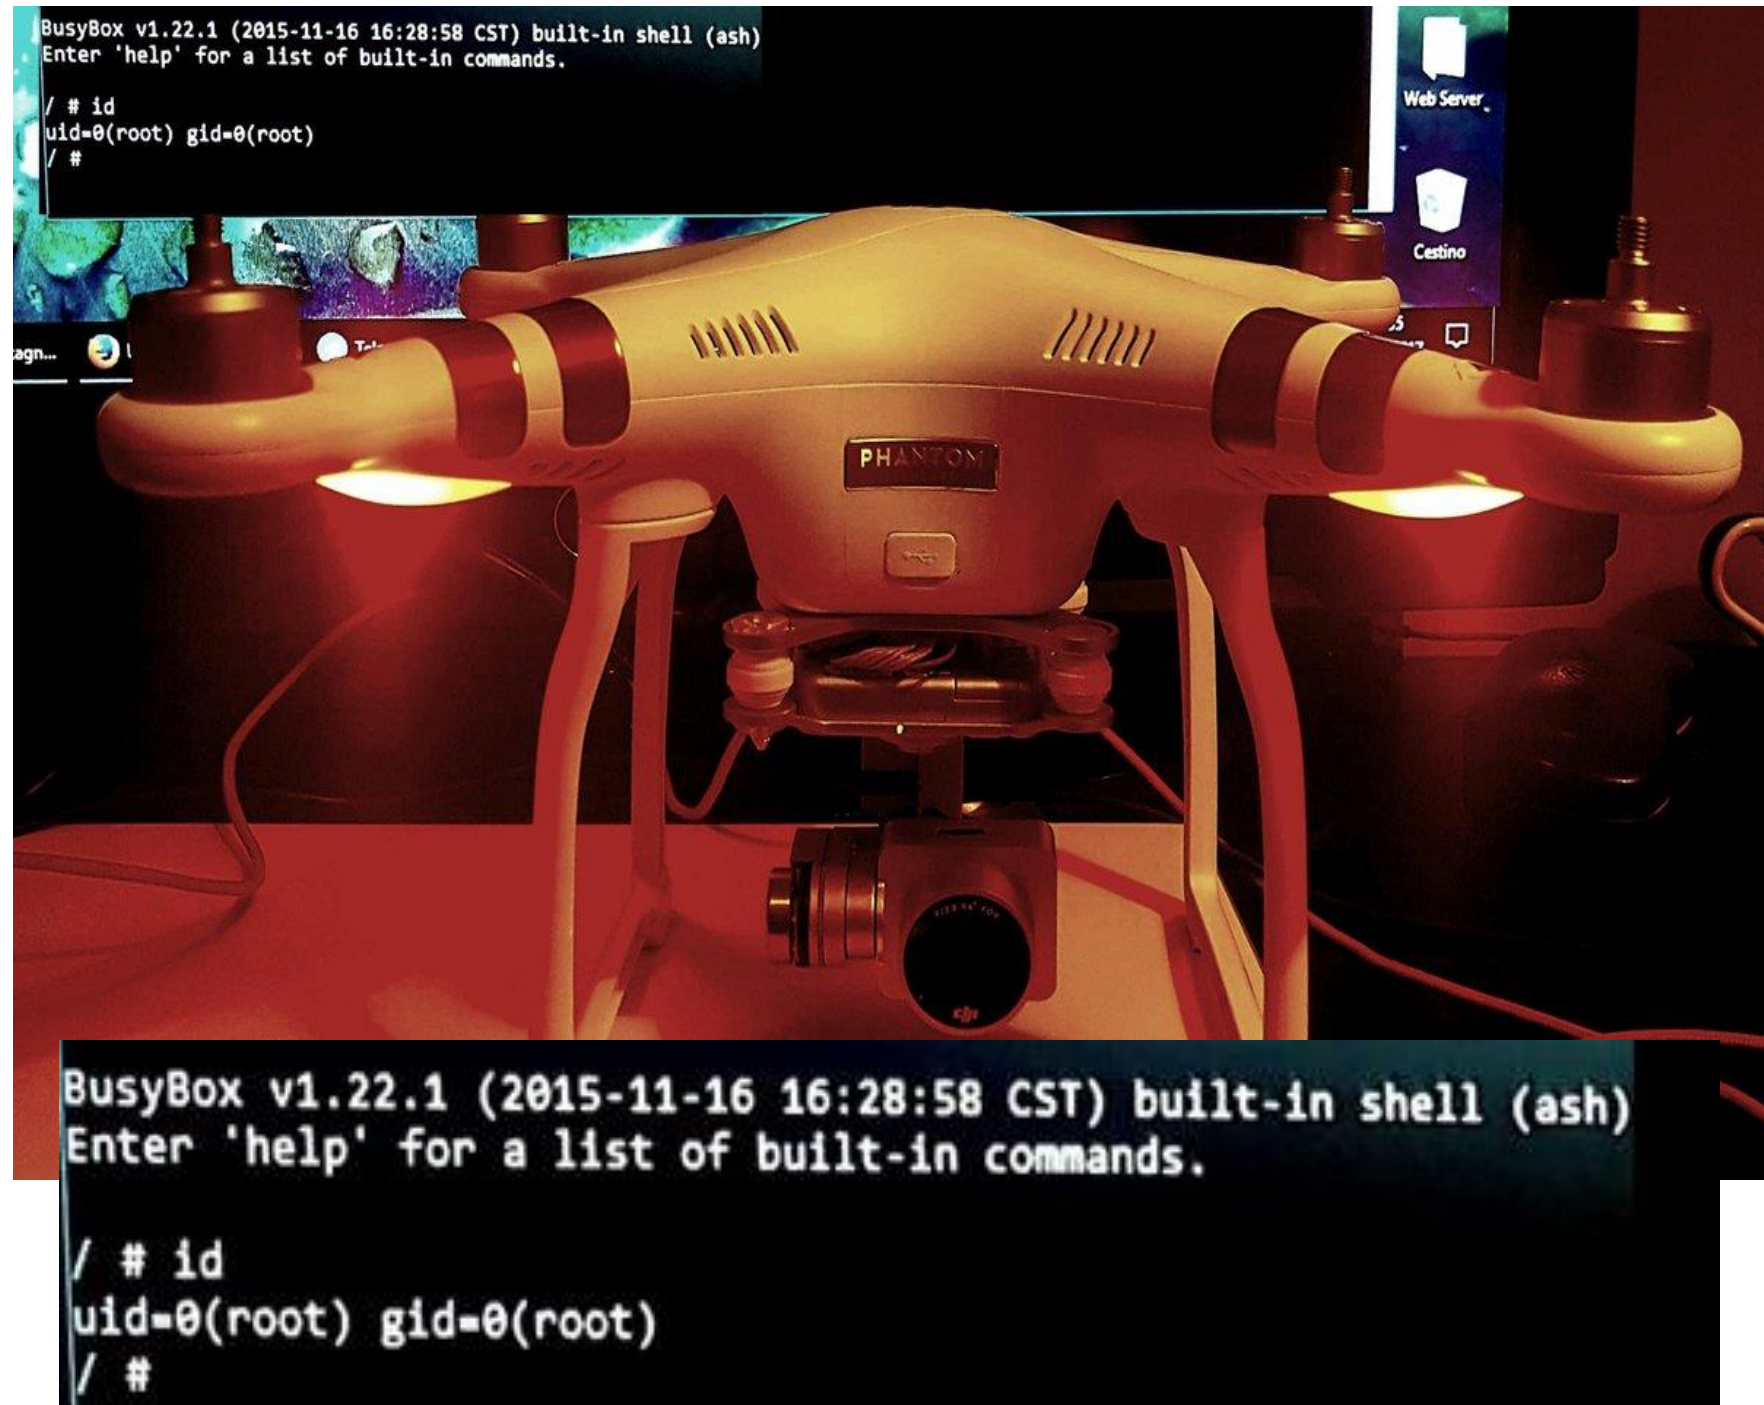 BusyBox v1.22.1 (2015-11-16 16:28:58 CST) built-in shell (ash)
Enter 'help' for a list of built-in commands.
/ # id
uid=0(root) gid=0(root)
/ #
Web Server
Cestino
PHANTOM
dji
BusyBox v1.22.1 (2015-11-16 16:28:58 CST) built-in shell (ash)
Enter 'help' for a list of built-in commands.
/ # id
uid=0(root) gid=0(root)
/ #